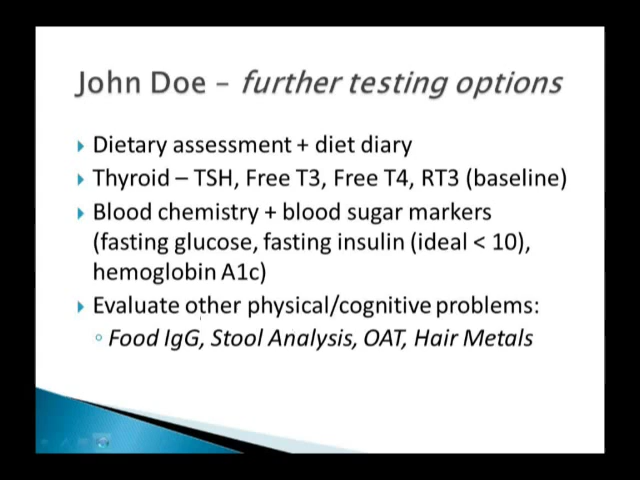 John Doe – further testing options
Dietary assessment + diet diary
Thyroid – TSH, Free T3, Free T4, RT3 (baseline)
Blood chemistry + blood sugar markers
(fasting glucose, fasting insulin (ideal < 10),
hemoglobin A1c)
Evaluate other physical/cognitive problems:
Food IgG, Stool Analysis, OAT, Hair Metals